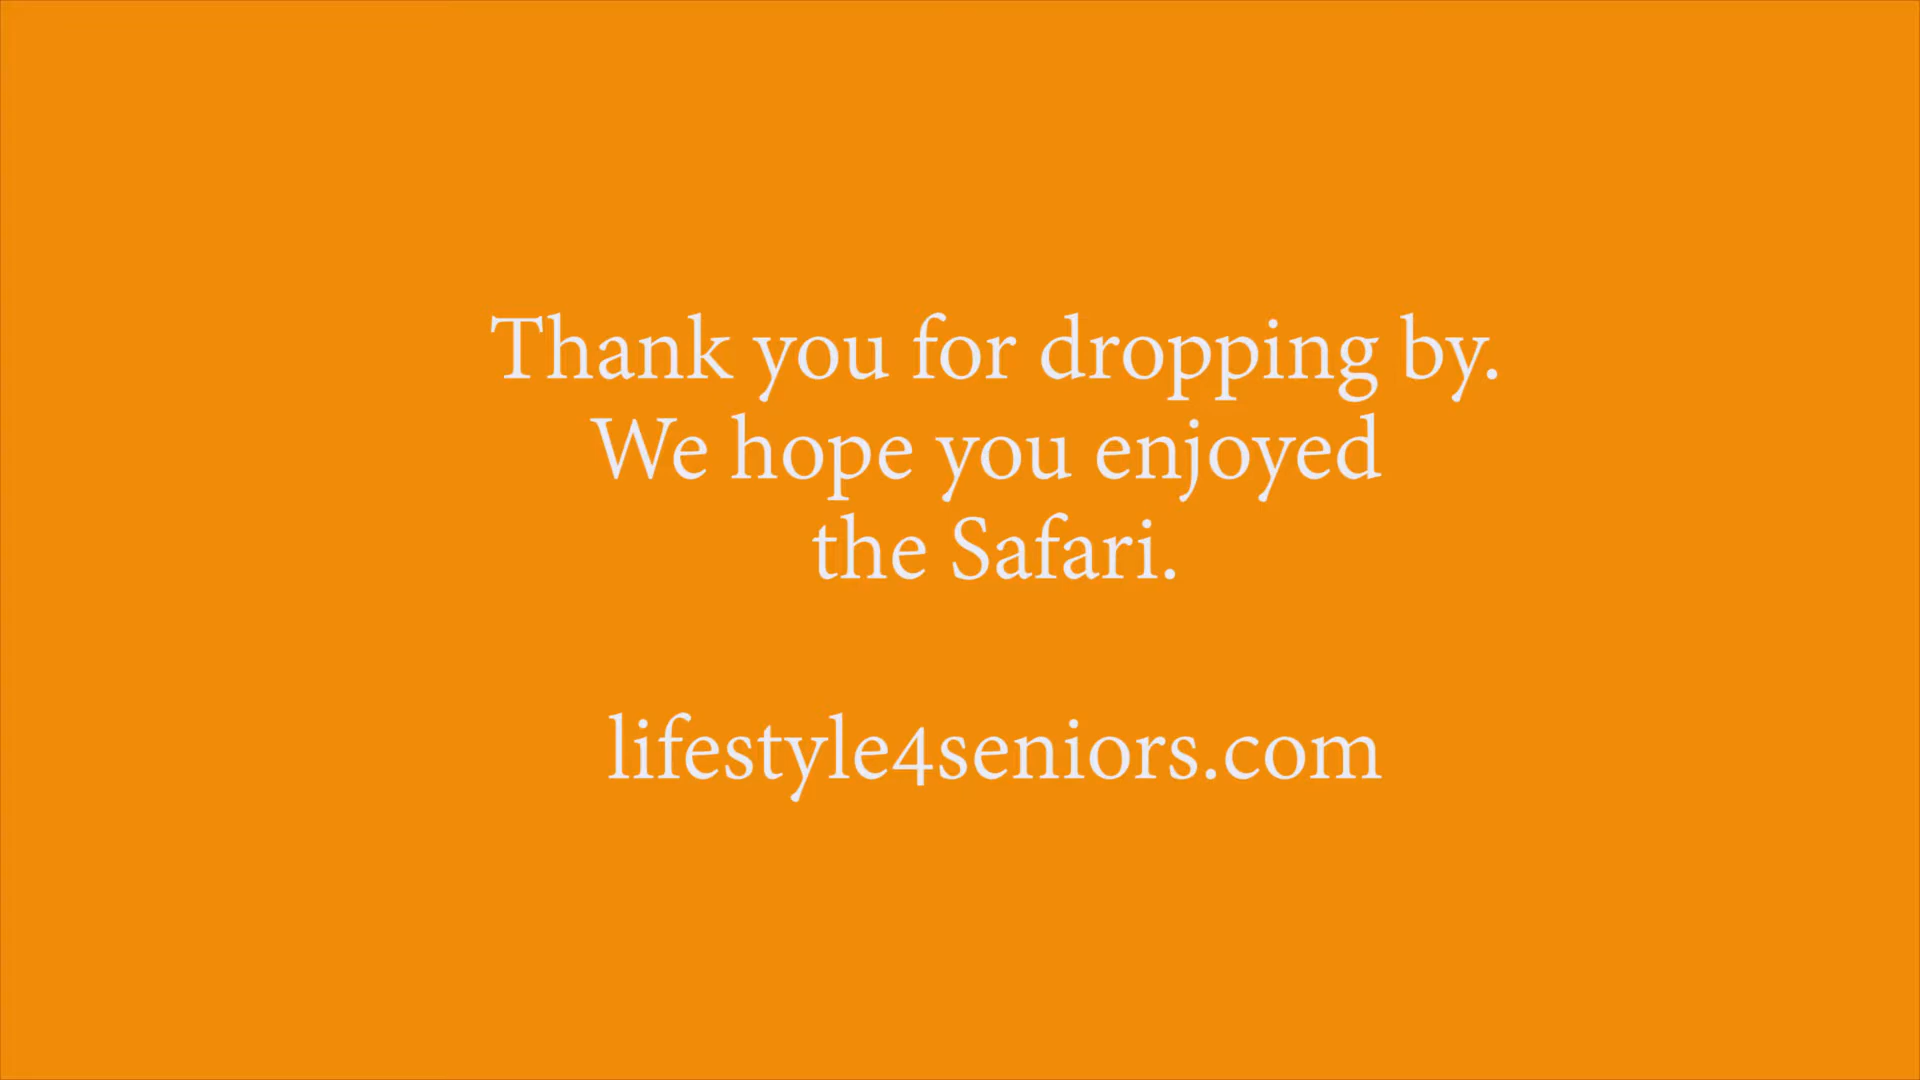 Thank you for dropping by.
We hope you enjoyed
the Safari.
lifestyle4seniors.com